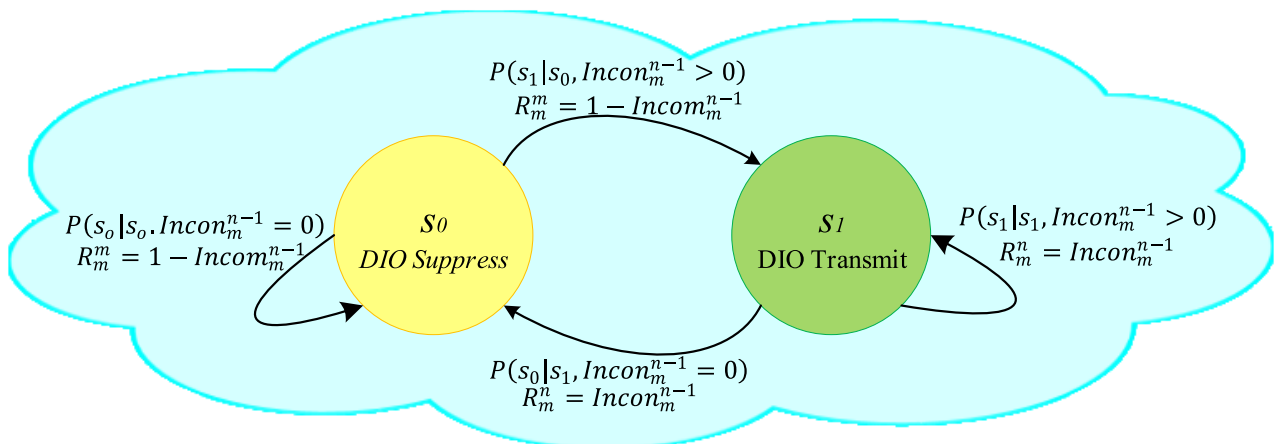 P(s₁|s₀, Incon_m^{n-1} > 0)
R_m^m = 1 − Incom_m^{n-1}
P(s_o|s_o. Incon_m^{n-1} = 0)
R_m^m = 1 − Incom_m^{n-1}
S0
DIO Suppress
S1
DIO Transmit
P(s₁|s₁, Incon_m^{n-1} > 0)
R_m^n = Incon_m^{n-1}
P(s₀|s₁, Incon_m^{n-1} = 0)
R_m^n = Incon_m^{n-1}